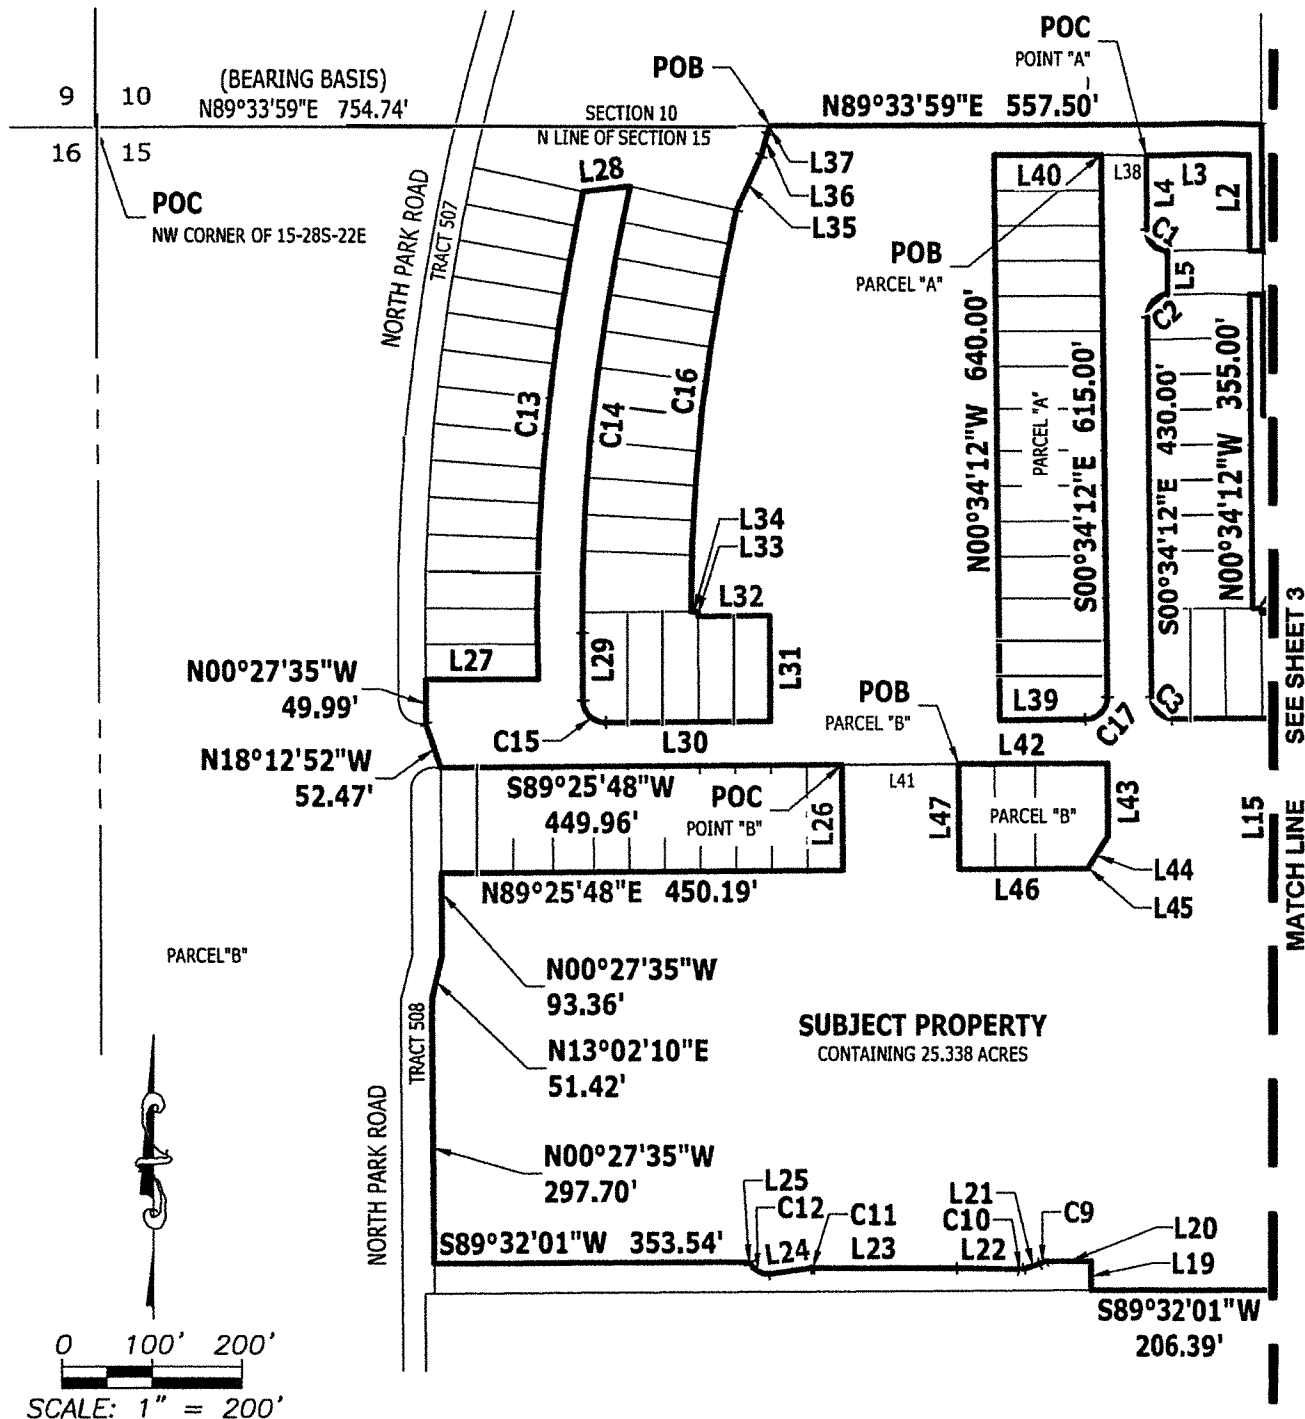 POC
POINT "A"
(BEARING BASIS)
N89°33'59"E 754.74'
9 10
16 15
POB
SECTION 10
N LINE OF SECTION 15
N89°33'59"E 557.50'
POC
NW CORNER OF 15-28S-22E
NORTH PARK ROAD
TRACT 507
L28
L37
L36
L35
L40
L38
L3
L4
L2
C1
L5
C2
POB
PARCEL "A"
N00°34'12"W 640.00'
PARCEL "A"
S00°34'12"E 615.00'
S00°34'12"E 430.00'
N00°34'12"W 355.00'
C13
C14
C16
L34
L33
L32
L27
L29
L31
N00°27'35"W
49.99'
C15
L30
L39
C17
C3
POB
PARCEL "B"
L42
N18°12'52"W
52.47'
S89°25'48"W
449.96'
POC
POINT "B"
L26
L41
L47
PARCEL "B"
L43
L15
L44
L46
L45
N89°25'48"E 450.19'
SEE SHEET 3
MATCH LINE
PARCEL"B"
N00°27'35"W
93.36'
TRACT 508
N13°02'10"E
51.42'
SUBJECT PROPERTY
CONTAINING 25.338 ACRES
NORTH PARK ROAD
N00°27'35"W
297.70'
L25
C12
C11
L21
C10
C9
L20
L19
S89°32'01"W 353.54'
L24
L23
L22
S89°32'01"W
206.39'
0 100' 200'
SCALE: 1" = 200'